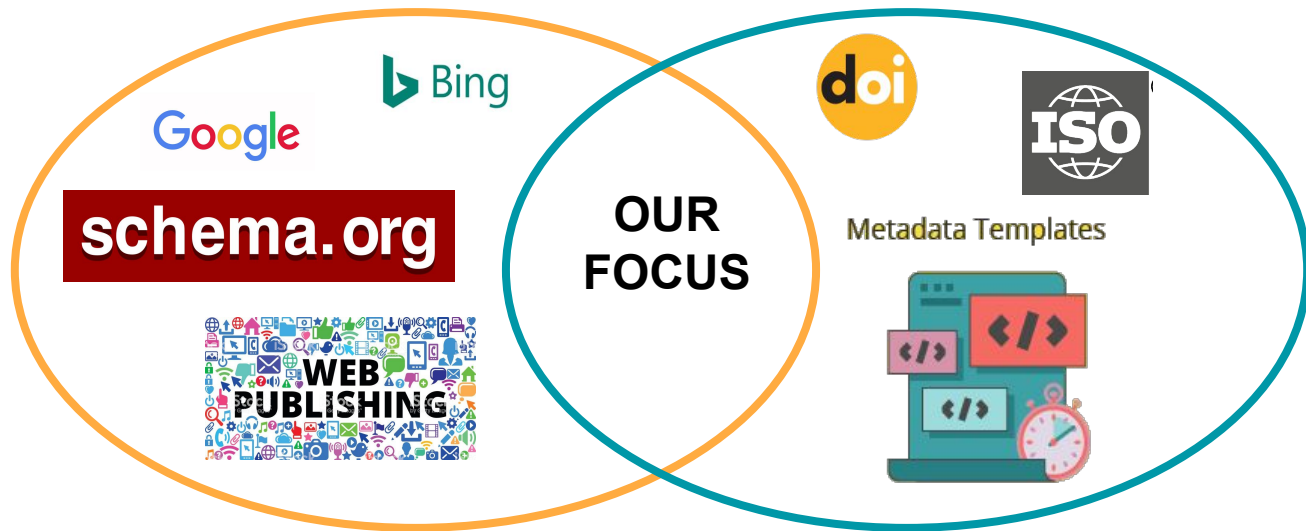 Bing
doi
Google
ISO
schema.org
OUR
FOCUS
Metadata Templates
</>
</>
</>
WEB
PUBLISHING